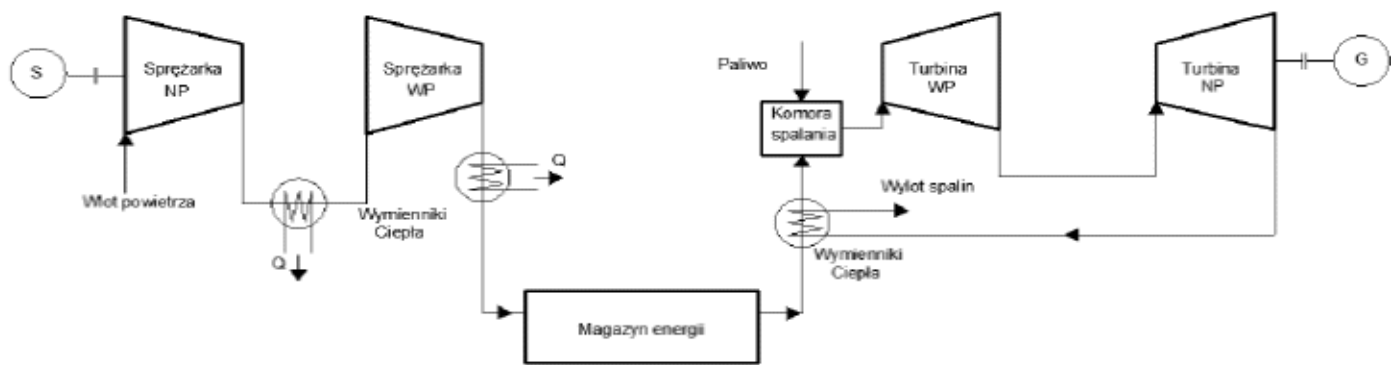 S
Sprężarka
NP
Sprężarka
WP
Paliwo
Turbina
WP
Turbina
NP
G
Komora
spalania
Wlot powietrza
Q
Wymienniki
Ciepła
Q
Wylot spalin
Wymienniki
Ciepła
Magazyn energii